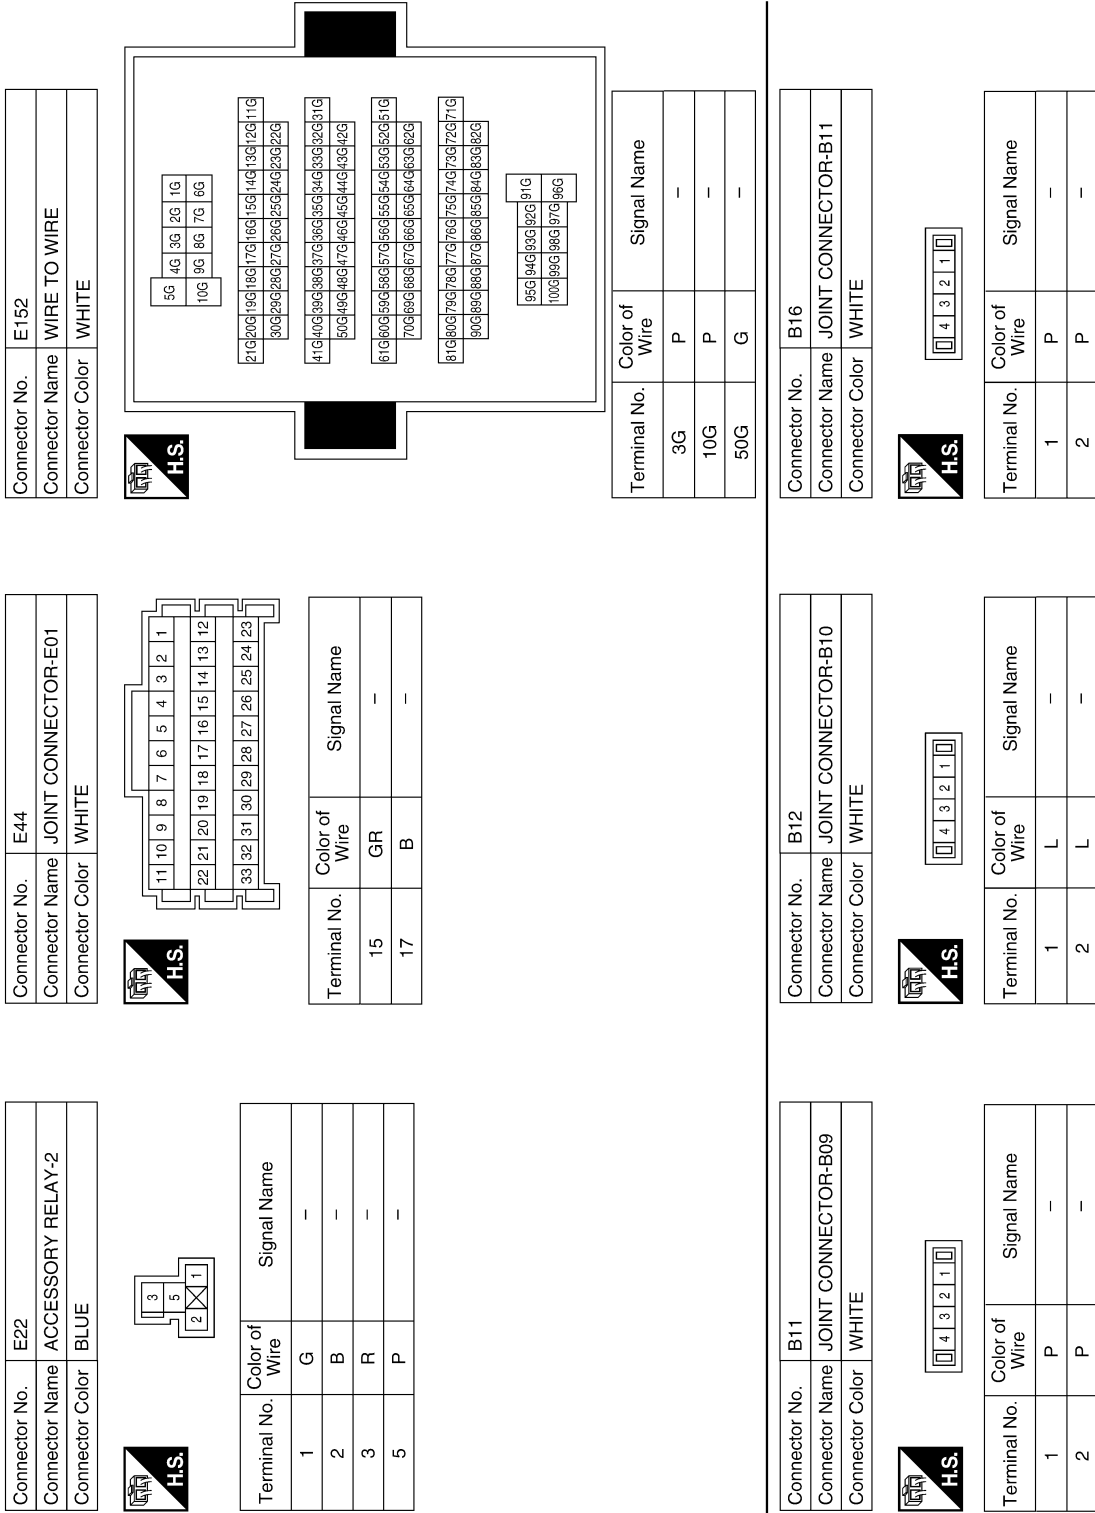 Connector No. E22
Connector Name ACCESSORY RELAY-2
Connector Color BLUE
H.S.
3
5
2 1
Terminal No. Color of Wire Signal Name
1 G –
2 B –
3 R –
5 P –
Connector No. E44
Connector Name JOINT CONNECTOR-E01
Connector Color WHITE
H.S.
11 10 9 8 7 6 5 4 3 2 1
22 21 20 19 18 17 16 15 14 13 12
33 32 31 30 29 28 27 26 25 24 23
Terminal No. Color of Wire Signal Name
15 GR –
17 B –
Connector No. E152
Connector Name WIRE TO WIRE
Connector Color WHITE
H.S.
5G 4G 3G 2G 1G
10G 9G 8G 7G 6G
21G 20G 19G 18G 17G 16G 15G 14G 13G 12G 11G
30G 29G 28G 27G 26G 25G 24G 23G 22G
41G 40G 39G 38G 37G 36G 35G 34G 33G 32G 31G
50G 49G 48G 47G 46G 45G 44G 43G 42G
61G 60G 59G 58G 57G 56G 55G 54G 53G 52G 51G
70G 69G 68G 67G 66G 65G 64G 63G 62G
81G 80G 79G 78G 77G 76G 75G 74G 73G 72G 71G
90G 89G 88G 87G 86G 85G 84G 83G 82G
95G 94G 93G 92G 91G
100G 99G 98G 97G 96G
Terminal No. Color of Wire Signal Name
3G P –
10G P –
50G G –
Connector No. B11
Connector Name JOINT CONNECTOR-B09
Connector Color WHITE
H.S.
4 3 2 1
Terminal No. Color of Wire Signal Name
1 P –
2 P –
Connector No. B12
Connector Name JOINT CONNECTOR-B10
Connector Color WHITE
H.S.
4 3 2 1
Terminal No. Color of Wire Signal Name
1 L –
2 L –
Connector No. B16
Connector Name JOINT CONNECTOR-B11
Connector Color WHITE
H.S.
4 3 2 1
Terminal No. Color of Wire Signal Name
1 P –
2 P –